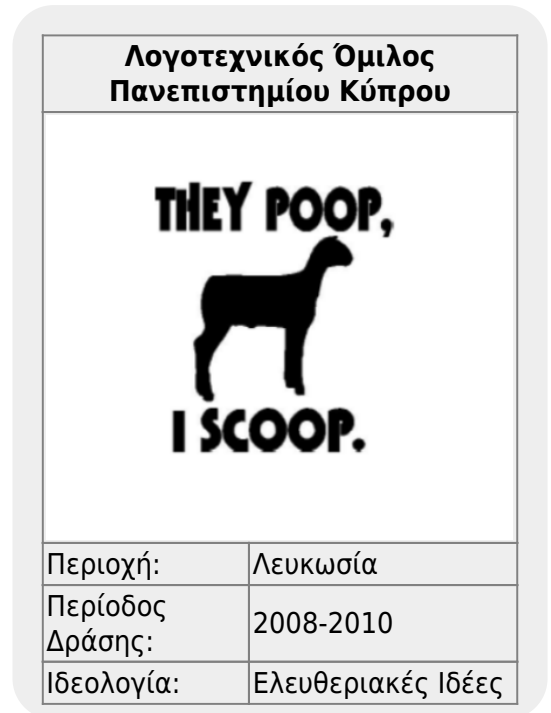 Λογοτεχνικός Όμιλος
Πανεπιστημίου Κύπρου
THEY POOP,
I SCOOP.
Περιοχή: Λευκωσία
Περίοδος
Δράσης: 2008-2010
Ιδεολογία: Ελευθεριακές Ιδέες